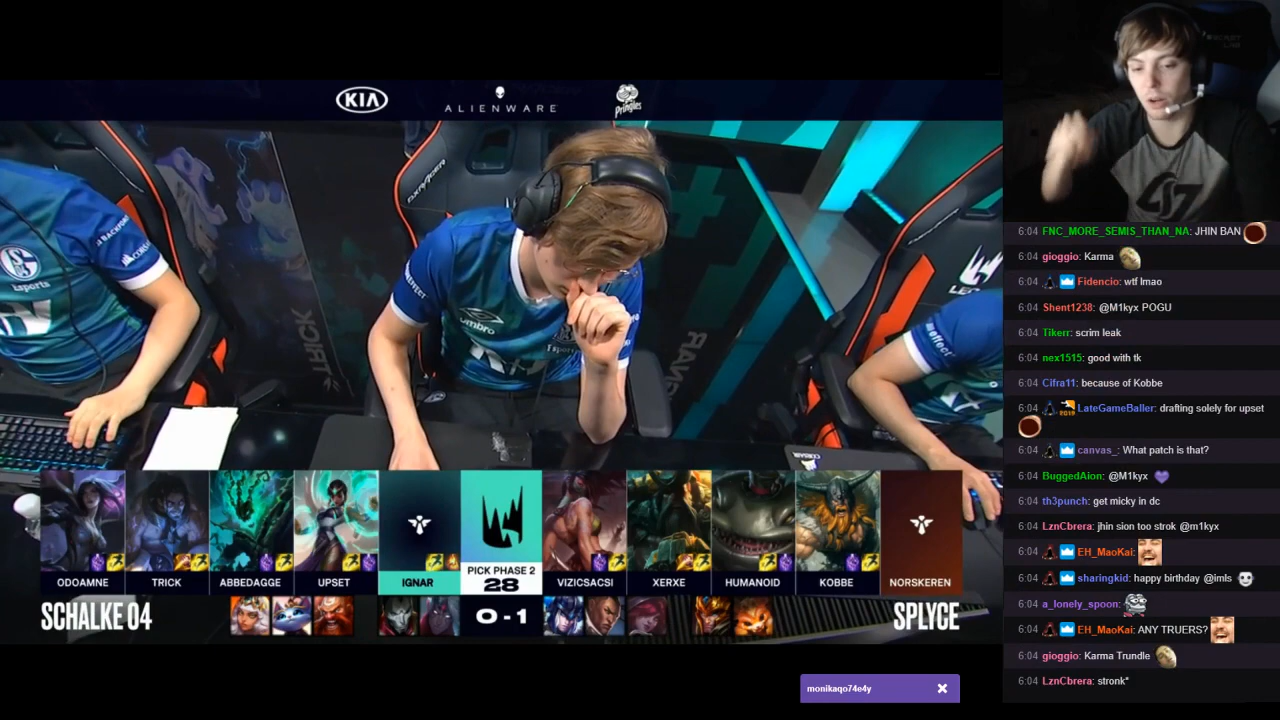 KIA
ALIENWARE
Pringles
DXRACER
TRICK
Esports
umbro
BACKFORCE
LEC
ODOAMNE
TRICK
ABBEDAGGE
UPSET
IGNAR
PICK PHASE 2
28
VIZICSACSI
XERXE
HUMANOID
KOBBE
NORSKEREN
SCHALKE 04
0 - 1
SPLYCE
monikaqo74e4y
6:04 FNC_MORE_SEMIS_THAN_NA: JHIN BAN
6:04 gioggio: Karma
6:04 Fidencio: wtf lmao
6:04 Shent1238: @M1kyx POGU
6:04 Tikerr: scrim leak
6:04 nex1515: good with tk
6:04 Cifra11: because of Kobbe
6:04 LateGameBaller: drafting solely for upset
6:04 canvas_: What patch is that?
6:04 BuggedAion: @M1kyx
6:04 th3punch: get micky in dc
6:04 LznCbrera: jhin sion too strok @m1kyx
6:04 EH_MaoKai:
6:04 sharingkid: happy birthday @imls
6:04 a_lonely_spoon:
6:04 EH_MaoKai: ANY TRUERS?
6:04 gioggio: Karma Trundle
6:04 LznCbrera: stronk*